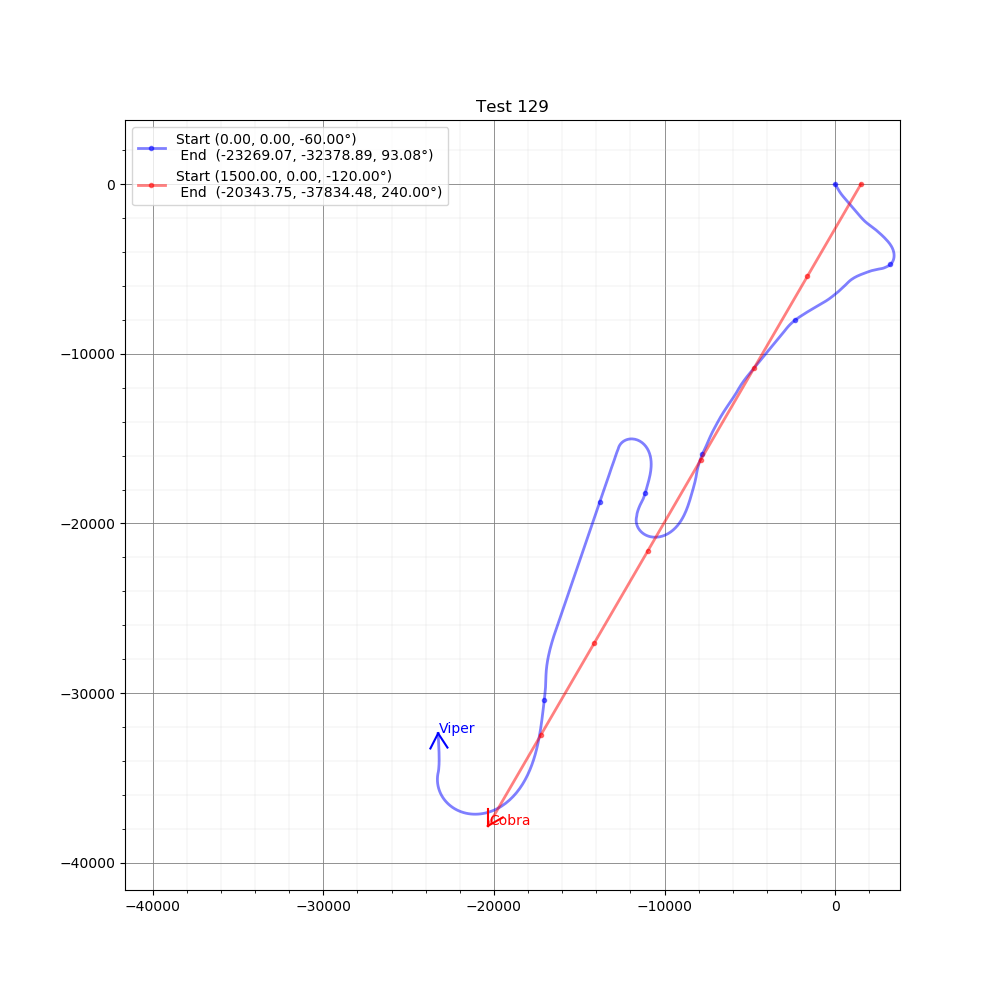 Test 129
Start (0.00, 0.00, -60.00°)
End  (-23269.07, -32378.89, 93.08°)
Start (1500.00, 0.00, -120.00°)
End  (-20343.75, -37834.48, 240.00°)
0
−10000
−20000
−30000
−40000
Viper
Cobra
−40000
−30000
−20000
−10000
0